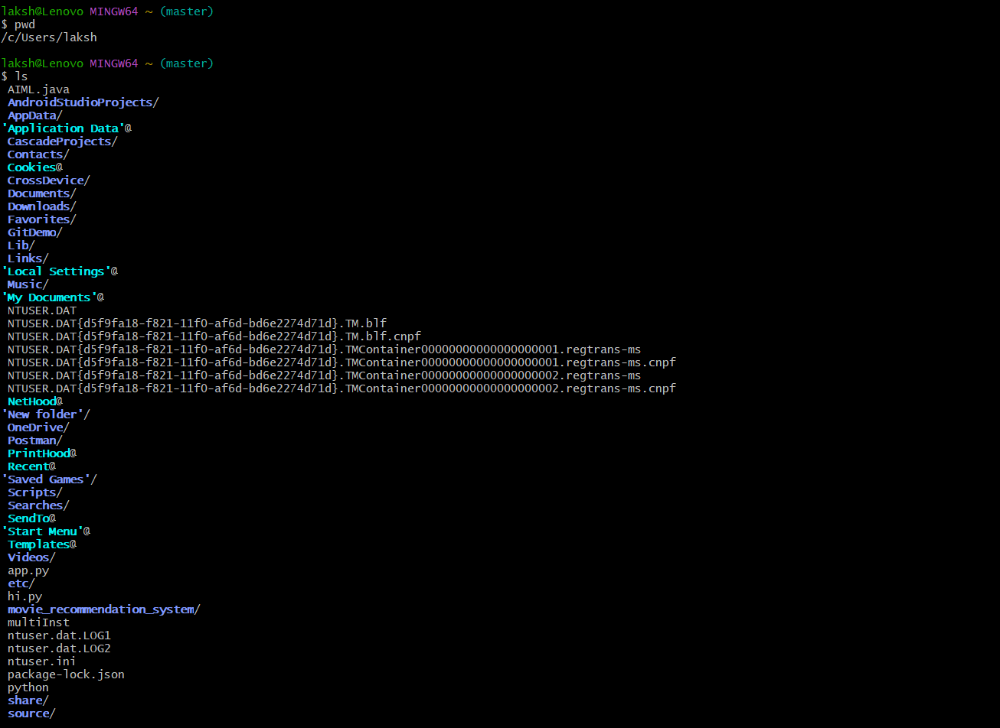 laksh@Lenovo MINGW64 ~ (master)
$ pwd
/c/Users/laksh
laksh@Lenovo MINGW64 ~ (master)
$ ls
AIML.java
AndroidStudioProjects/
AppData/
'Application Data'@
CascadeProjects/
Contacts/
Cookies@
CrossDevice/
Documents/
Downloads/
Favorites/
GitDemo/
Lib/
Links/
'Local Settings'@
Music/
'My Documents'@
NTUSER.DAT
NTUSER.DAT{d5f9fa18-f821-11f0-af6d-bd6e2274d71d}.TM.blf
NTUSER.DAT{d5f9fa18-f821-11f0-af6d-bd6e2274d71d}.TM.blf.cnpf
NTUSER.DAT{d5f9fa18-f821-11f0-af6d-bd6e2274d71d}.TMContainer00000000000000000001.regtrans-ms
NTUSER.DAT{d5f9fa18-f821-11f0-af6d-bd6e2274d71d}.TMContainer00000000000000000001.regtrans-ms.cnpf
NTUSER.DAT{d5f9fa18-f821-11f0-af6d-bd6e2274d71d}.TMContainer00000000000000000002.regtrans-ms
NTUSER.DAT{d5f9fa18-f821-11f0-af6d-bd6e2274d71d}.TMContainer00000000000000000002.regtrans-ms.cnpf
NetHood@
'New folder'/
OneDrive/
Postman/
PrintHood@
Recent@
'Saved Games'/
Scripts/
Searches/
SendTo@
'Start Menu'@
Templates@
Videos/
app.py
etc/
hi.py
movie_recommendation_system/
multiInst
ntuser.dat.LOG1
ntuser.dat.LOG2
ntuser.ini
package-lock.json
python
share/
source/